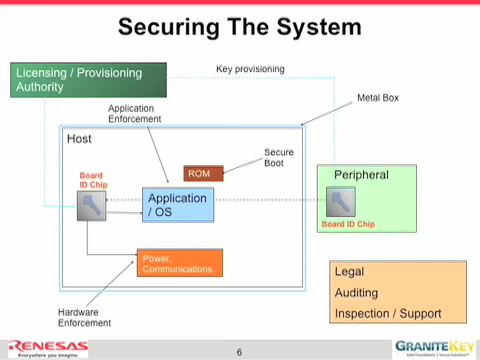 Securing The System
Licensing / Provisioning
Authority
Key provisioning
Metal Box
Application
Enforcement
Host
Secure
Boot
ROM
Board
ID Chip
Application
/ OS
Peripheral
Board ID Chip
Power,
Communications
Legal
Auditing
Inspection / Support
Hardware
Enforcement
RENESAS
Everywhere you imagine.
6
GRANITEKEY